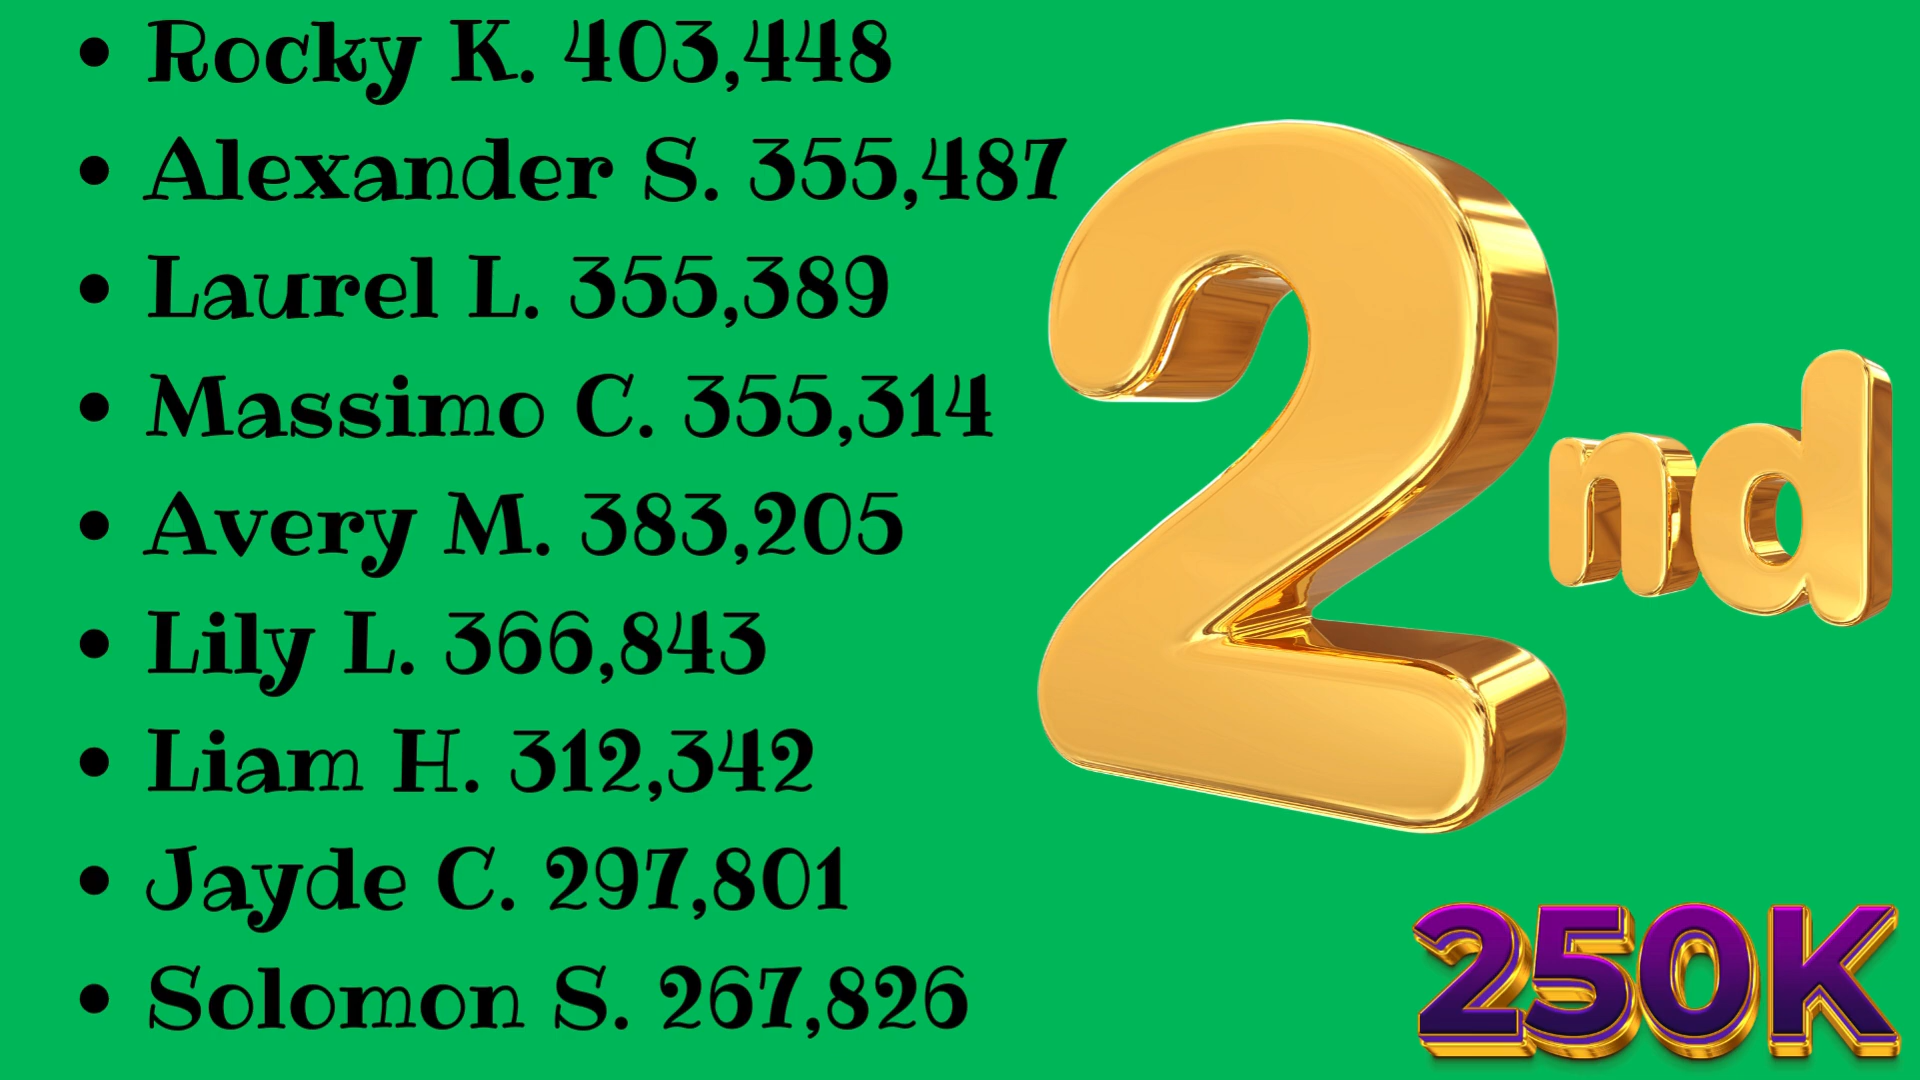 • Rocky K. 403,448
• Alexander S. 355,487
• Laurel L. 355,389
• Massimo C. 355,314
• Avery M. 383,205
• Lily L. 366,843
• Liam H. 312,342
• Jayde C. 297,801
• Solomon S. 267,826
2nd
250K